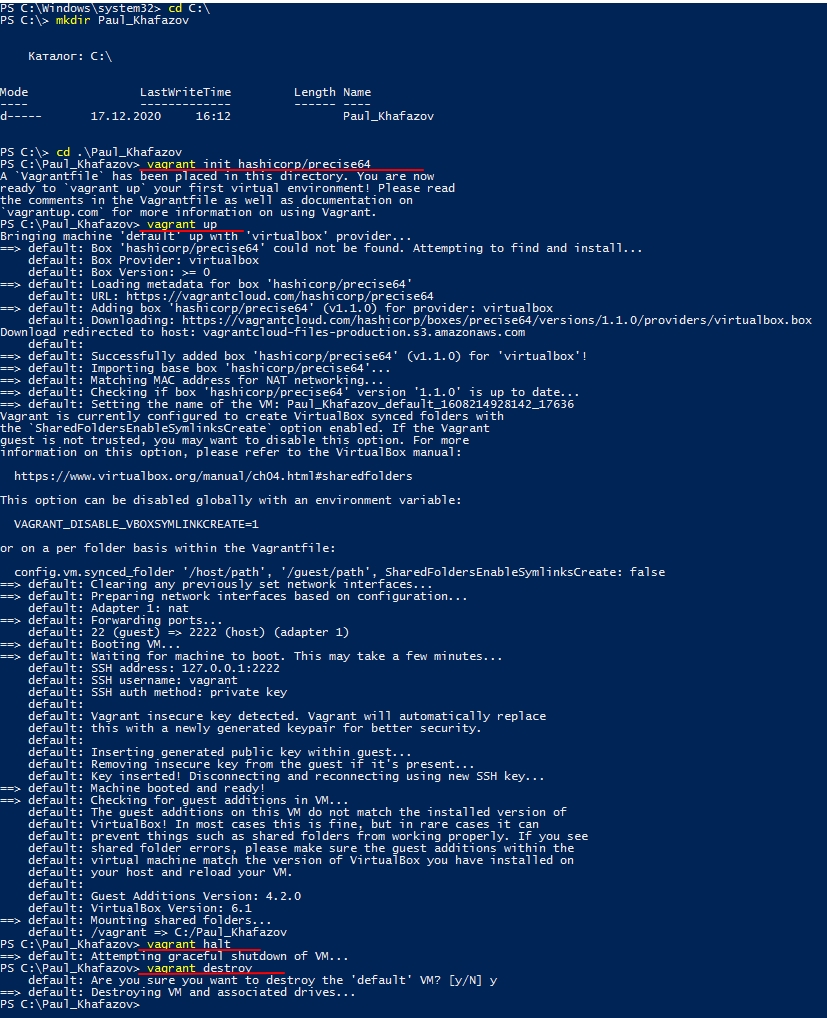 PS C:\Windows\system32> cd C:\
PS C:\> mkdir Paul_Khafazov
Каталог: C:\
Mode LastWriteTime Length Name
---- ------------- ------ ----
d----- 17.12.2020 16:12 Paul_Khafazov
PS C:\> cd .\Paul_Khafazov
PS C:\Paul_Khafazov> vagrant init hashicorp/precise64
A `Vagrantfile` has been placed in this directory. You are now
ready to `vagrant up` your first virtual environment! Please read
the comments in the Vagrantfile as well as documentation on
`vagrantup.com` for more information on using Vagrant.
PS C:\Paul_Khafazov> vagrant up
Bringing machine 'default' up with 'virtualbox' provider...
==> default: Box 'hashicorp/precise64' could not be found. Attempting to find and install...
default: Box Provider: virtualbox
default: Box Version: >= 0
==> default: Loading metadata for box 'hashicorp/precise64'
default: URL: https://vagrantcloud.com/hashicorp/precise64
==> default: Adding box 'hashicorp/precise64' (v1.1.0) for provider: virtualbox
default: Downloading: https://vagrantcloud.com/hashicorp/boxes/precise64/versions/1.1.0/providers/virtualbox.box
Download redirected to host: vagrantcloud-files-production.s3.amazonaws.com
default:
==> default: Successfully added box 'hashicorp/precise64' (v1.1.0) for 'virtualbox'!
==> default: Importing base box 'hashicorp/precise64'...
==> default: Matching MAC address for NAT networking...
==> default: Checking if box 'hashicorp/precise64' version '1.1.0' is up to date...
==> default: Setting the name of the VM: Paul_Khafazov_default_1608214928142_17636
Vagrant is currently configured to create VirtualBox synced folders with
the `SharedFoldersEnableSymlinksCreate` option enabled. If the Vagrant
guest is not trusted, you may want to disable this option. For more
information on this option, please refer to the VirtualBox manual:
https://www.virtualbox.org/manual/ch04.html#sharedfolders
This option can be disabled globally with an environment variable:
VAGRANT_DISABLE_VBOXSYMLINKCREATE=1
or on a per folder basis within the Vagrantfile:
config.vm.synced_folder '/host/path', '/guest/path', SharedFoldersEnableSymlinksCreate: false
==> default: Clearing any previously set network interfaces...
==> default: Preparing network interfaces based on configuration...
default: Adapter 1: nat
==> default: Forwarding ports...
default: 22 (guest) => 2222 (host) (adapter 1)
==> default: Booting VM...
==> default: Waiting for machine to boot. This may take a few minutes...
default: SSH address: 127.0.0.1:2222
default: SSH username: vagrant
default: SSH auth method: private key
default:
default: Vagrant insecure key detected. Vagrant will automatically replace
default: this with a newly generated keypair for better security.
default:
default: Inserting generated public key within guest...
default: Removing insecure key from the guest if it's present...
default: Key inserted! Disconnecting and reconnecting using new SSH key...
==> default: Machine booted and ready!
==> default: Checking for guest additions in VM...
default: The guest additions on this VM do not match the installed version of
default: VirtualBox! In most cases this is fine, but in rare cases it can
default: prevent things such as shared folders from working properly. If you see
default: shared folder errors, please make sure the guest additions within the
default: virtual machine match the version of VirtualBox you have installed on
default: your host and reload your VM.
default:
default: Guest Additions Version: 4.2.0
default: VirtualBox Version: 6.1
==> default: Mounting shared folders...
default: /vagrant => C:/Paul_Khafazov
PS C:\Paul_Khafazov> vagrant halt
==> default: Attempting graceful shutdown of VM...
PS C:\Paul_Khafazov> vagrant destroy
default: Are you sure you want to destroy the 'default' VM? [y/N] y
==> default: Destroying VM and associated drives...
PS C:\Paul_Khafazov>